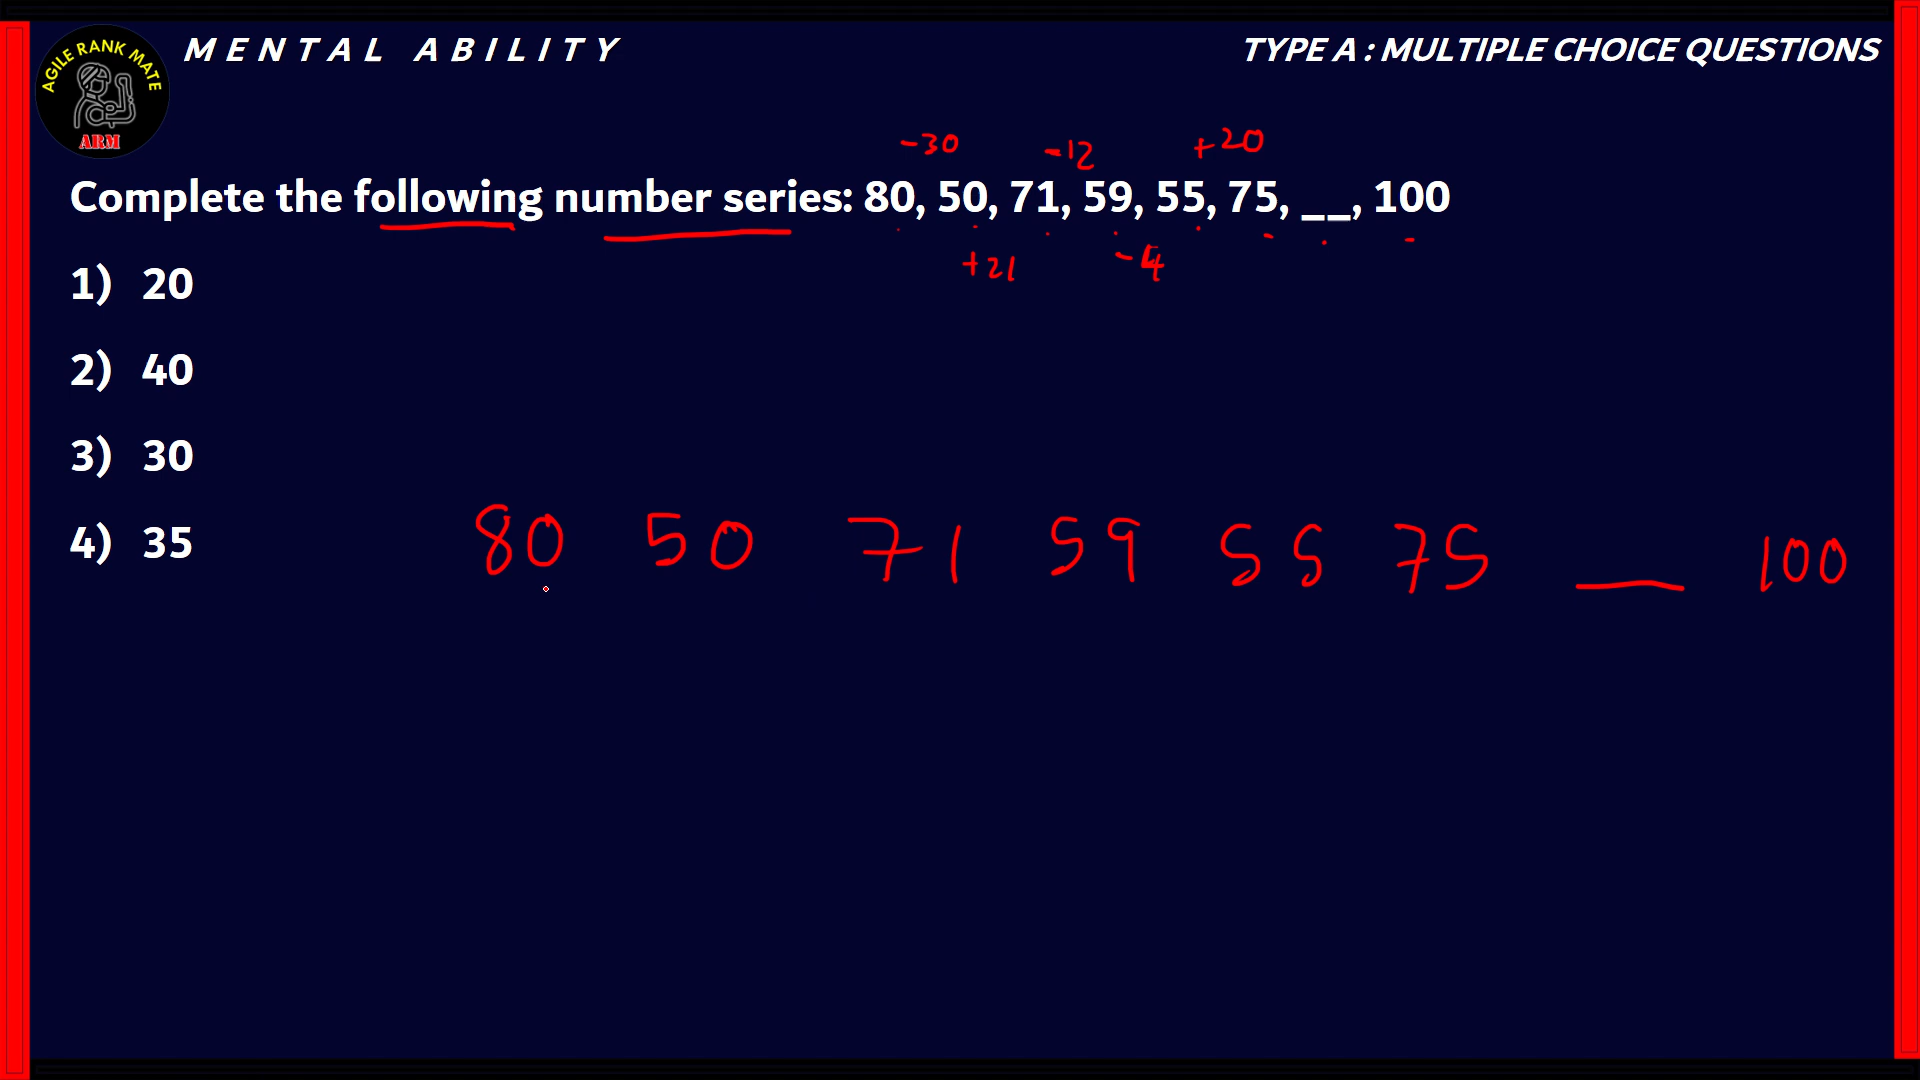 AGILE RANK MATE
ARM
MENTAL ABILITY
TYPE A : MULTIPLE CHOICE QUESTIONS
-30 -12 +20
Complete the following number series: 80, 50, 71, 59, 55, 75, __, 100
+21 -4
1) 20
2) 40
3) 30
4) 35
80 50 71 59 55 75 __ 100